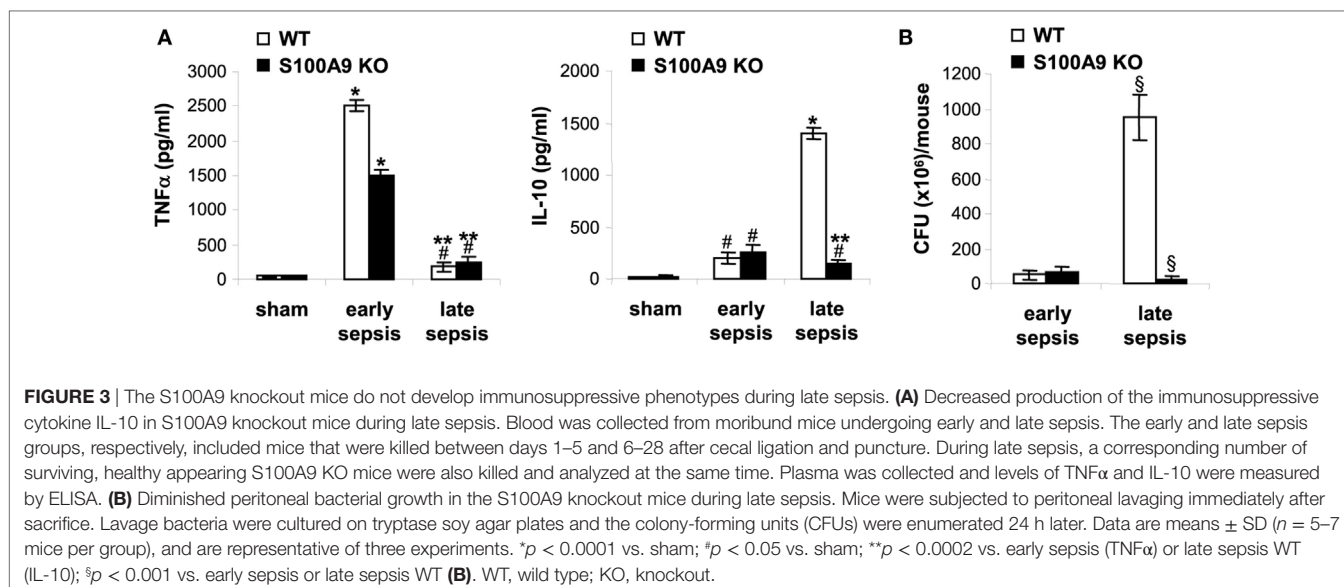 A
WT
S100A9 KO
3000
2500
2000
1500
1000
500
0
TNFα (pg/ml)
*
*
**
#
**
#
sham
early sepsis
late sepsis
WT
S100A9 KO
2000
1500
1000
500
0
IL-10 (pg/ml)
#
#
*
**
#
sham
early sepsis
late sepsis
B
WT
S100A9 KO
1200
1000
800
600
400
200
0
CFU (x10⁶)/mouse
§
§
early sepsis
late sepsis
FIGURE 3 | The S100A9 knockout mice do not develop immunosuppressive phenotypes during late sepsis. (A) Decreased production of the immunosuppressive
cytokine IL-10 in S100A9 knockout mice during late sepsis. Blood was collected from moribund mice undergoing early and late sepsis. The early and late sepsis
groups, respectively, included mice that were killed between days 1–5 and 6–28 after cecal ligation and puncture. During late sepsis, a corresponding number of
surviving, healthy appearing S100A9 KO mice were also killed and analyzed at the same time. Plasma was collected and levels of TNFα and IL-10 were measured
by ELISA. (B) Diminished peritoneal bacterial growth in the S100A9 knockout mice during late sepsis. Mice were subjected to peritoneal lavaging immediately after
sacrifice. Lavage bacteria were cultured on tryptase soy agar plates and the colony-forming units (CFUs) were enumerated 24 h later. Data are means ± SD (n = 5–7
mice per group), and are representative of three experiments. *p < 0.0001 vs. sham; #p < 0.05 vs. sham; **p < 0.0002 vs. early sepsis (TNFα) or late sepsis WT
(IL-10); §p < 0.001 vs. early sepsis or late sepsis WT (B). WT, wild type; KO, knockout.